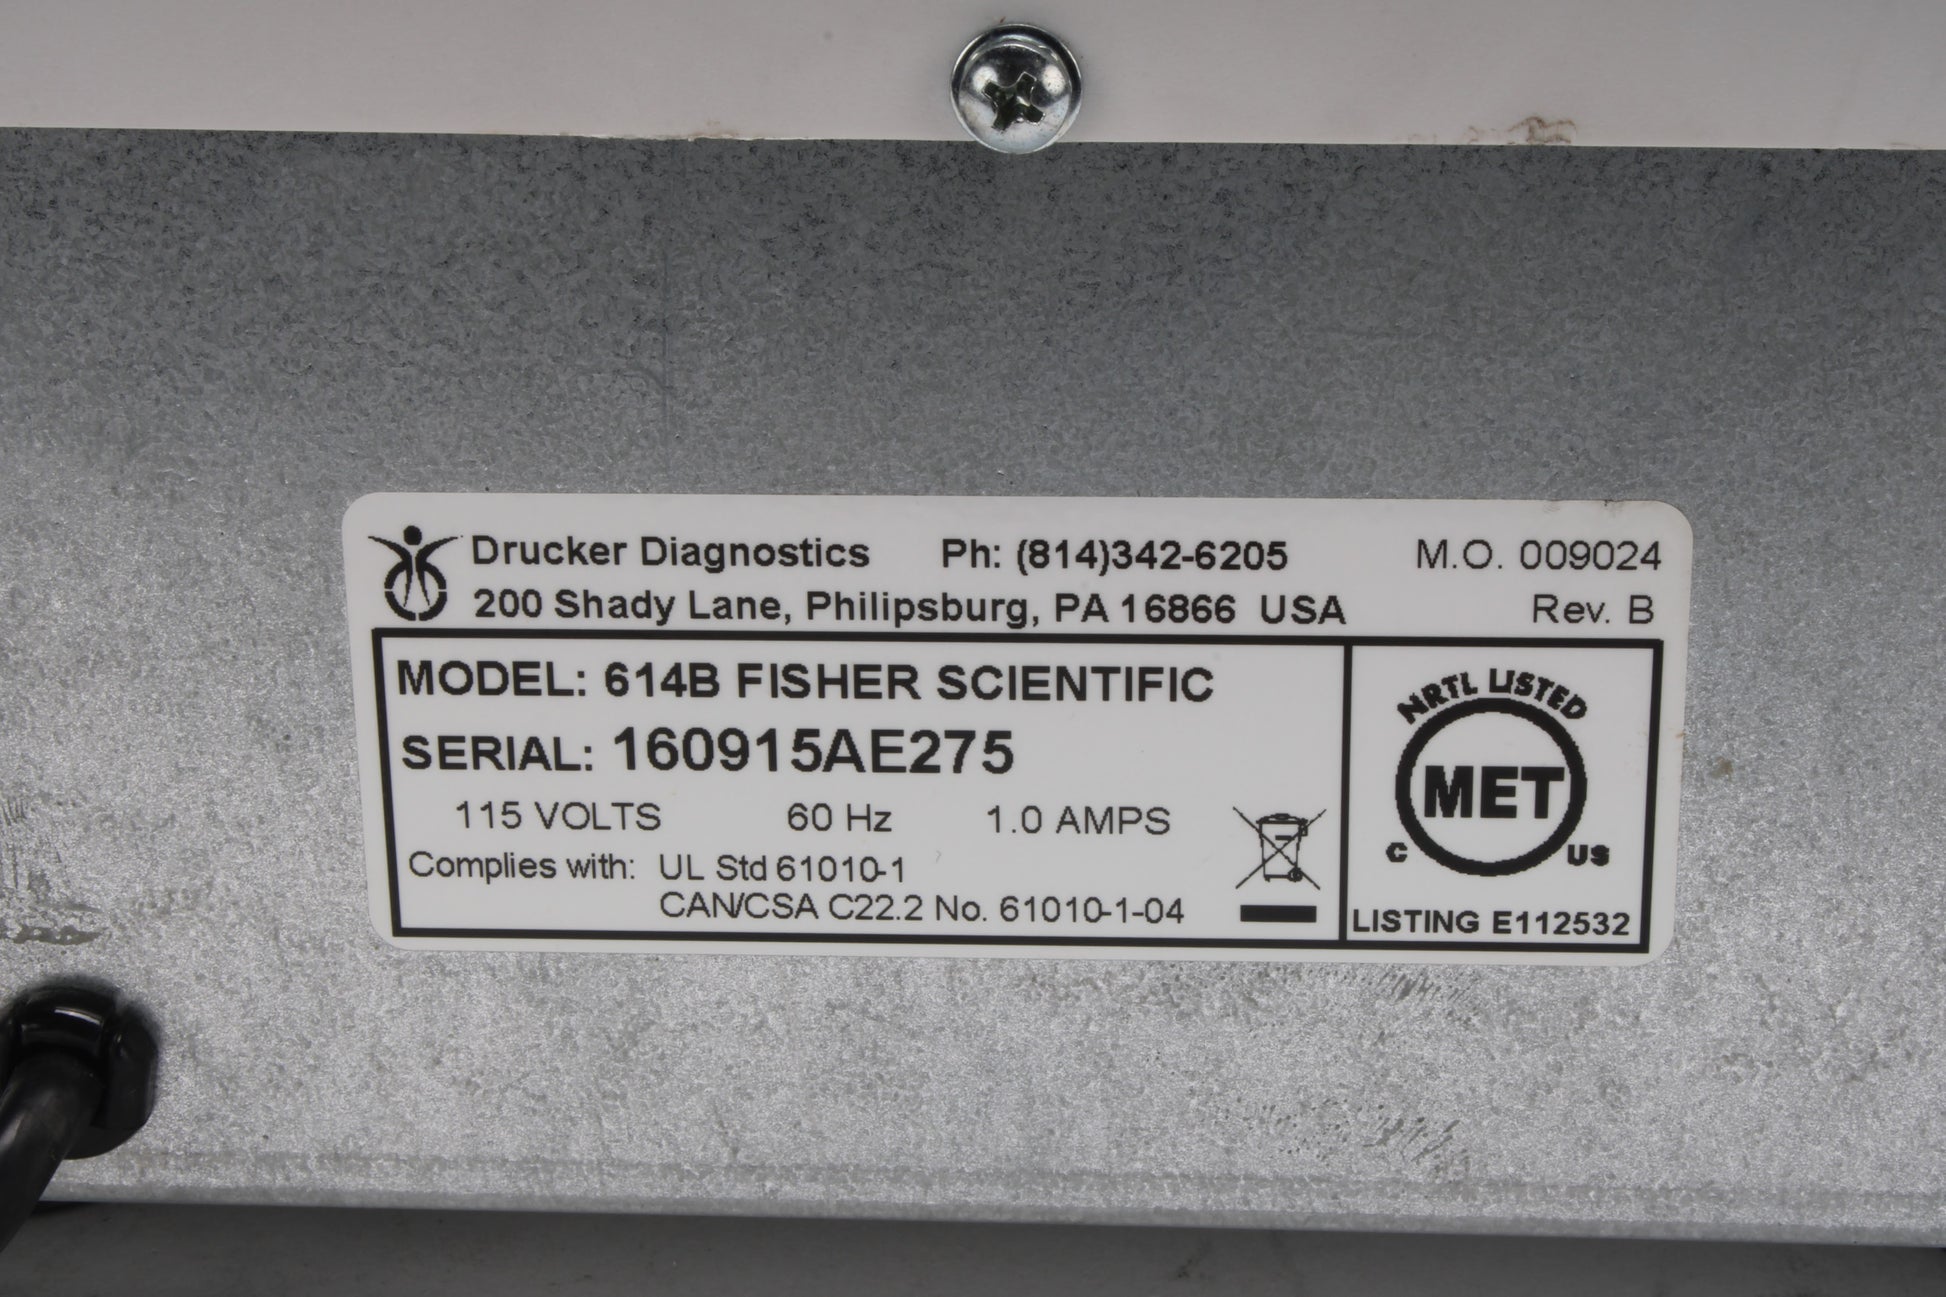 Drucker Diagnostics Ph: (814)342-6205 M.O. 009024
200 Shady Lane, Philipsburg, PA 16866 USA Rev. B
MODEL: 614B FISHER SCIENTIFIC
SERIAL: 160915AE275
115 VOLTS 60 Hz 1.0 AMPS
Complies with: UL Std 61010-1
CAN/CSA C22.2 No. 61010-1-04
NRTL LISTED
MET
C US
LISTING E112532